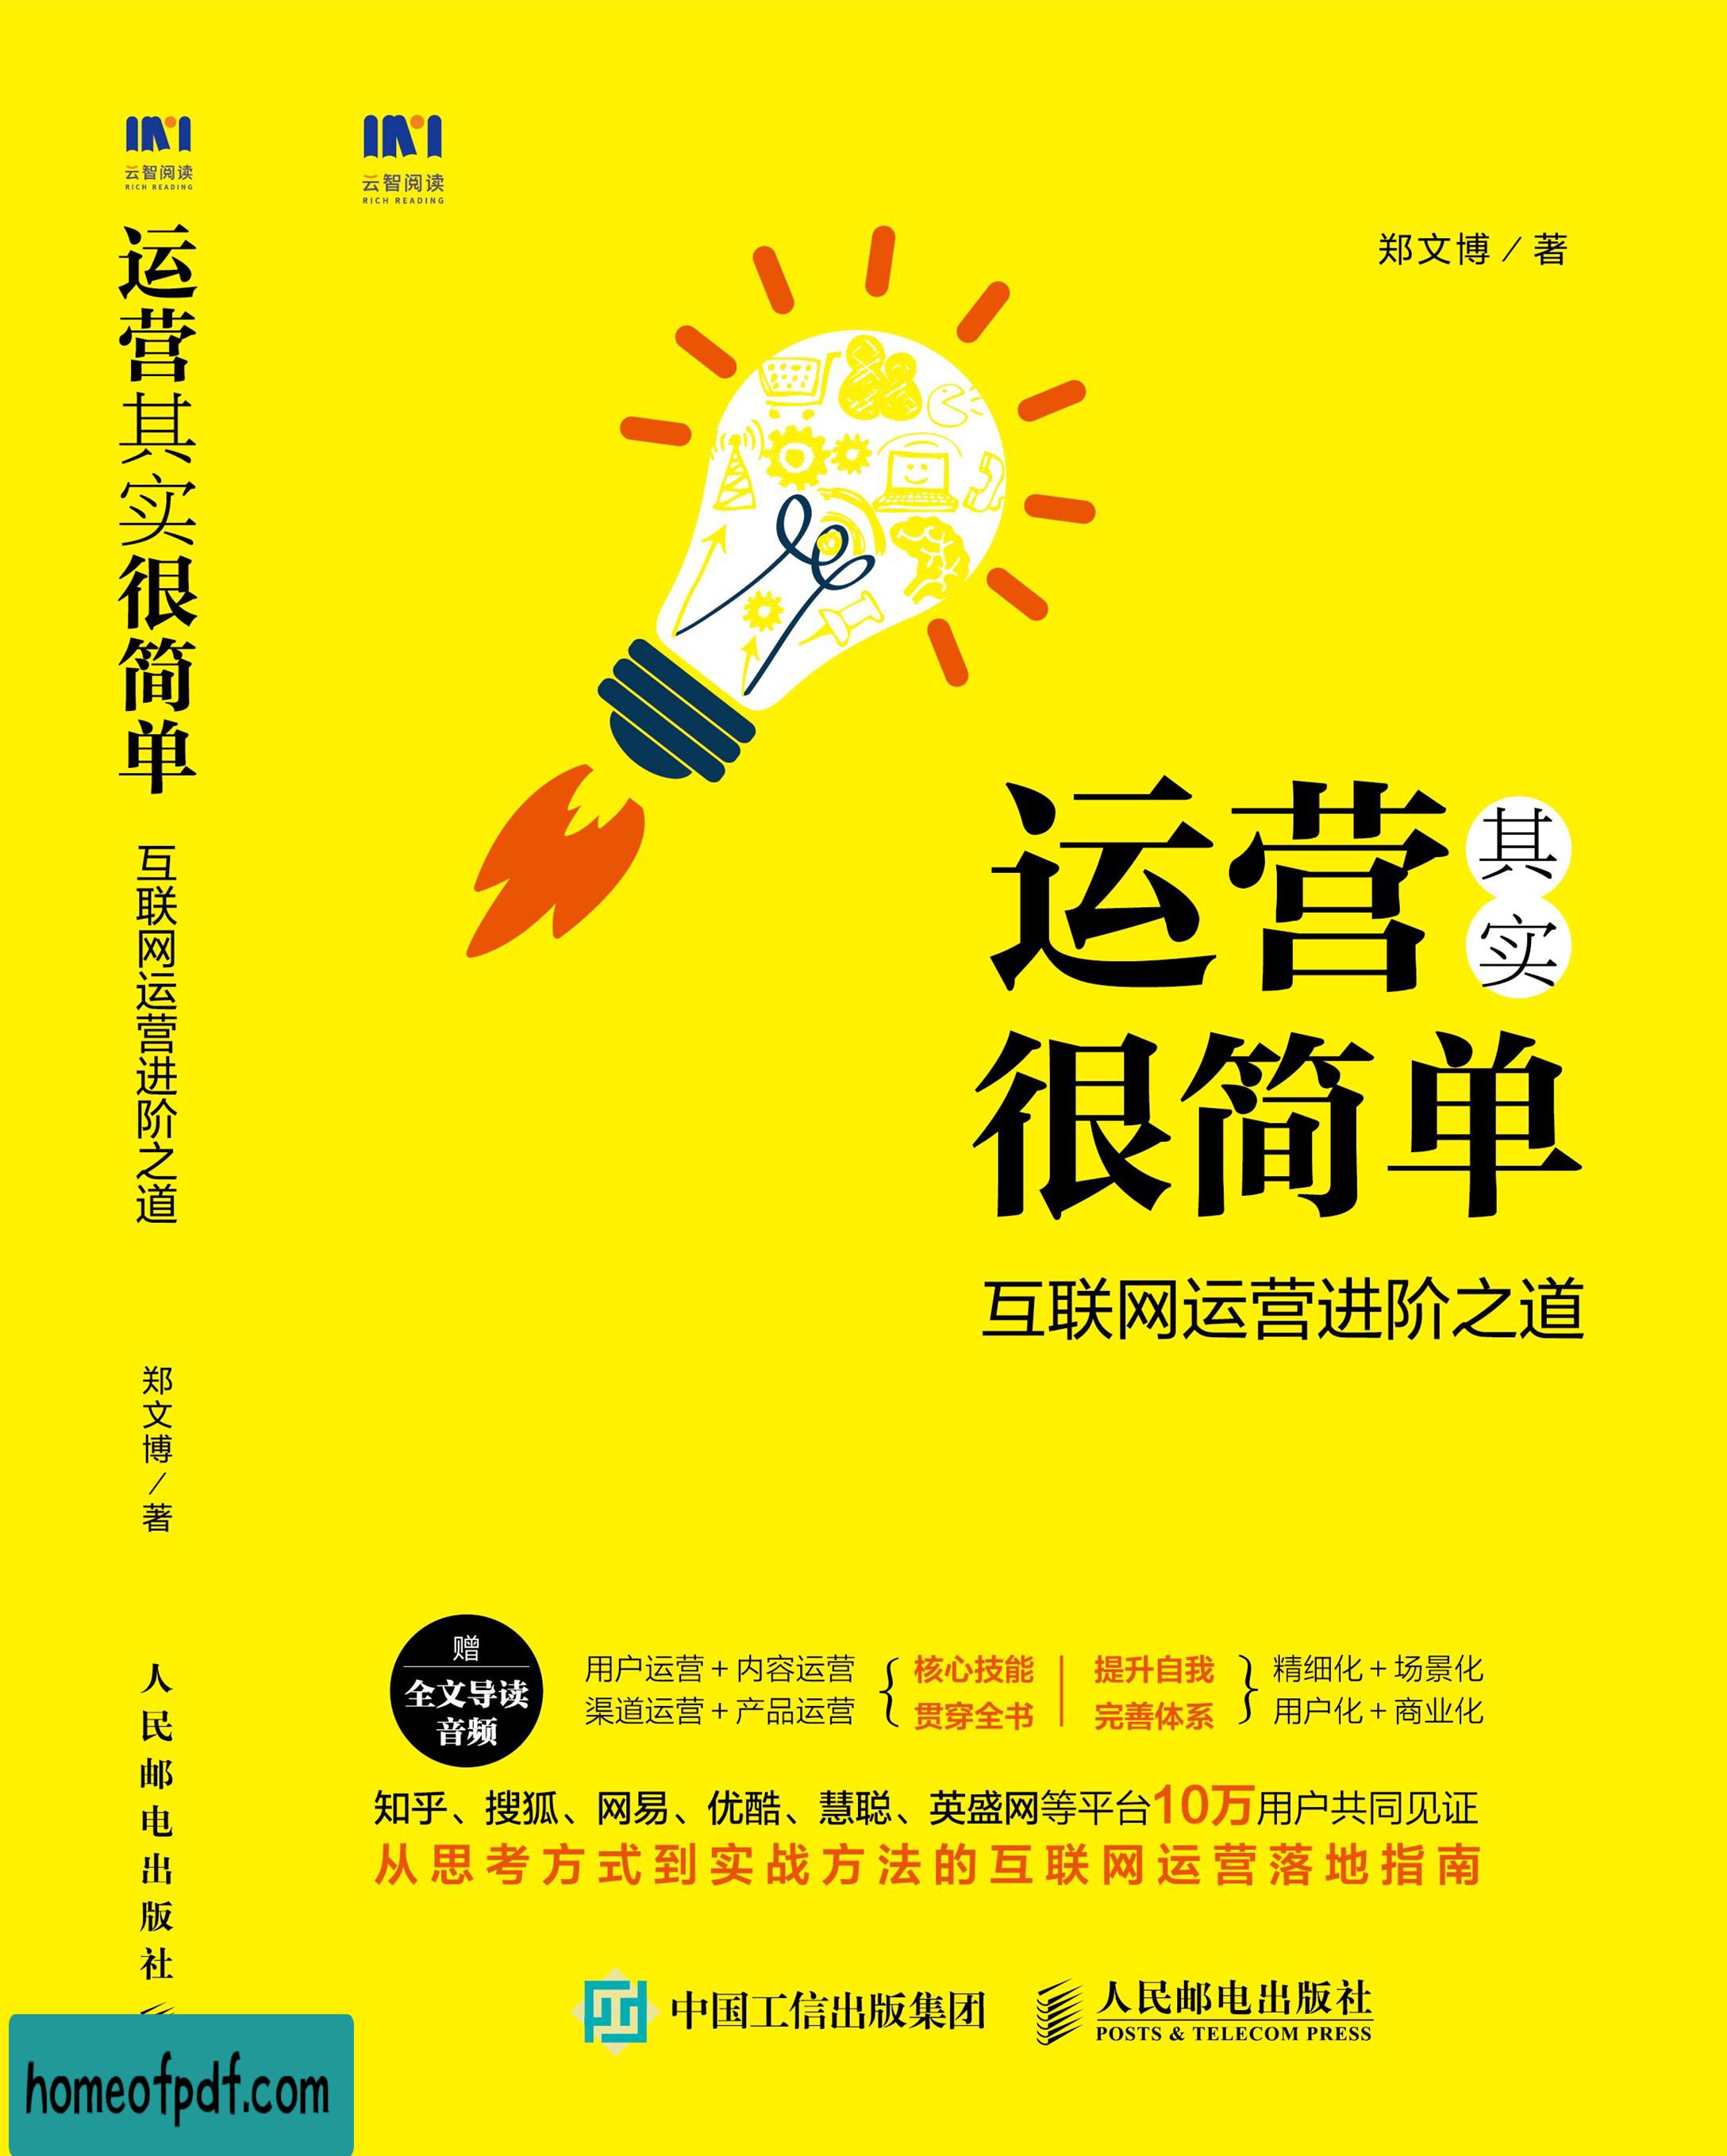 云智阅读
RICH READING
运营其实很简单
互联网运营进阶之道
郑文博／著
人民邮电出版社
云智阅读
RICH READING
郑文博／著
运营其实
很简单
互联网运营进阶之道
赠
全文导读
音频
用户运营+内容运营
渠道运营+产品运营
核心技能
贯穿全书
提升自我
完善体系
精细化+场景化
用户化+商业化
知乎、搜狐、网易、优酷、慧聪、英盛网等平台10万用户共同见证
从思考方式到实战方法的互联网运营落地指南
中国工信出版集团
人民邮电出版社
POSTS & TELECOM PRESS
homeofpdf.com